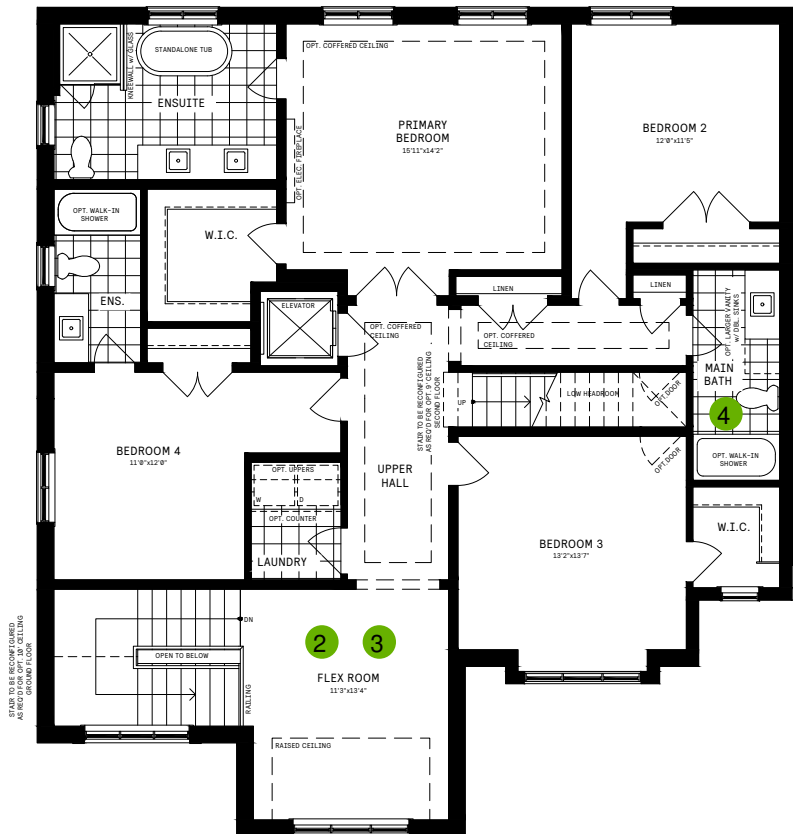 KNEEWALL w/ GLASS
STANDALONE TUB
ENSUITE
OPT. COFFERED CEILING
PRIMARY
BEDROOM
15'11"x14'2"
OPT. ELEC. FIREPLACE
BEDROOM 2
12'0"x11'5"
OPT. WALK-IN
SHOWER
W.I.C.
ENS.
ELEVATOR
LINEN
LINEN
OPT. COFFERED
CEILING
OPT. COFFERED
CEILING
OPT. LARGER VANITY
w/ DBL. SINKS
MAIN
BATH
4
STAIR TO BE RECONFIGURED
AS REQ'D FOR OPT. 9' CEILING
SECOND FLOOR
UP
LOW HEADROOM
OPT. DOOR
OPT. DOOR
OPT. WALK-IN
SHOWER
BEDROOM 4
11'0"x12'0"
OPT. UPPERS
W
D
OPT. COUNTER
LAUNDRY
UPPER
HALL
BEDROOM 3
13'2"x13'7"
W.I.C.
STAIR TO BE RECONFIGURED
AS REQ'D FOR OPT. 10' CEILING
GROUND FLOOR
DN
OPEN TO BELOW
RAILING
2
3
FLEX ROOM
11'3"x13'4"
RAISED CEILING